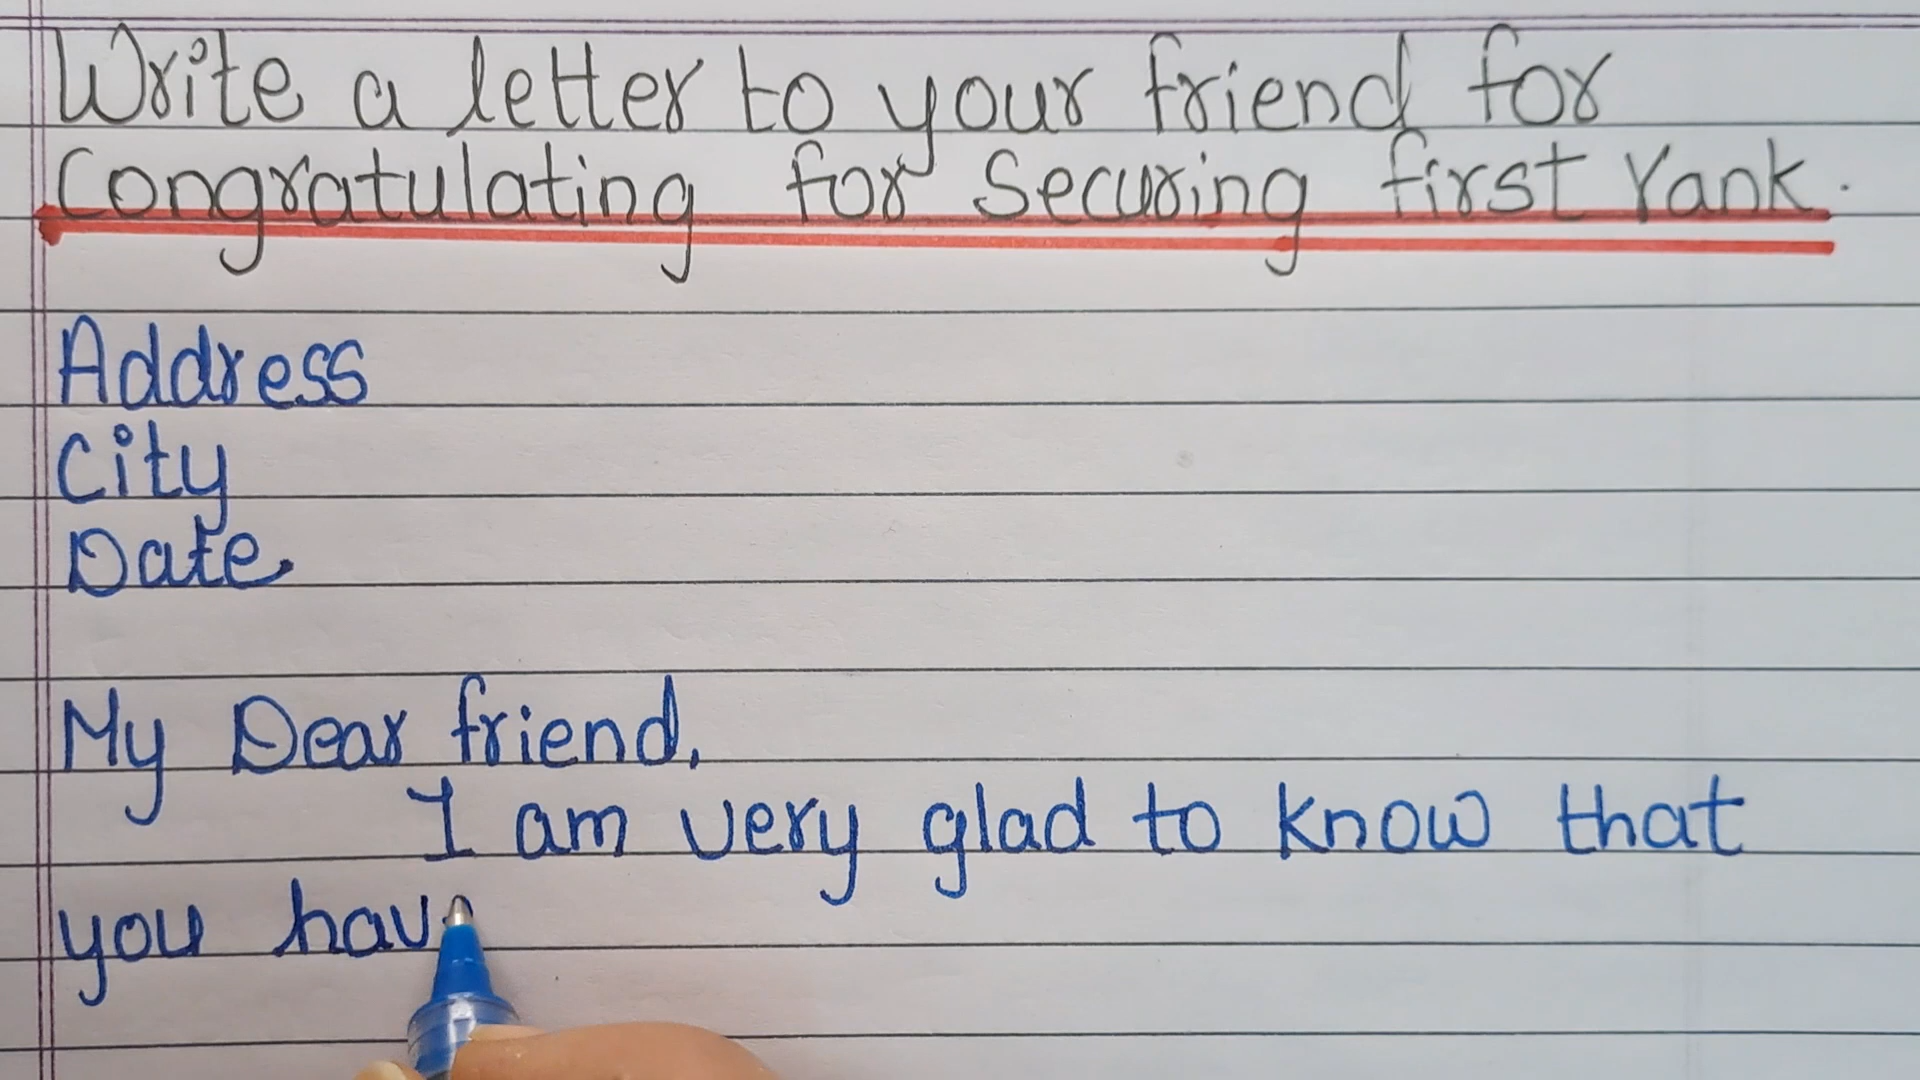 Write a letter to your friend for
Congratulating for Securing first rank.
Address
City
Date
My Dear friend,
I am very glad to know that
you hav